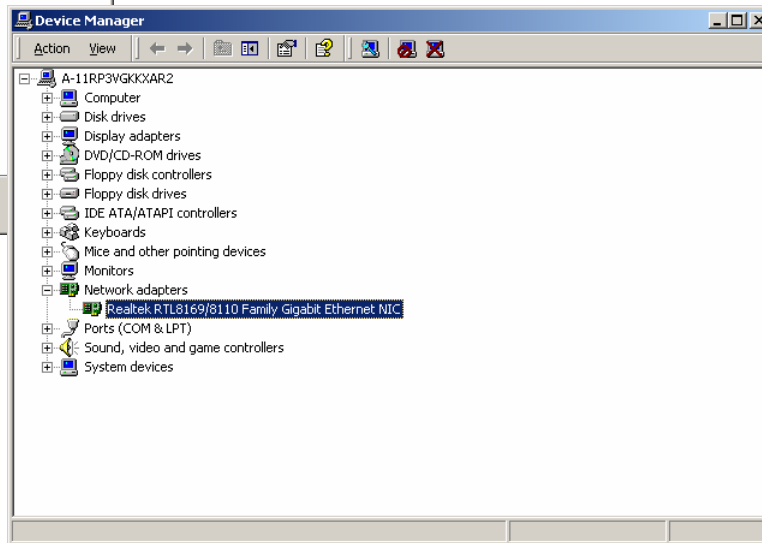 Device Manager
Action View
A-11RP3VGKKXAR2
Computer
Disk drives
Display adapters
DVD/CD-ROM drives
Floppy disk controllers
Floppy disk drives
IDE ATA/ATAPI controllers
Keyboards
Mice and other pointing devices
Monitors
Network adapters
Realtek RTL8169/8110 Family Gigabit Ethernet NIC
Ports (COM & LPT)
Sound, video and game controllers
System devices